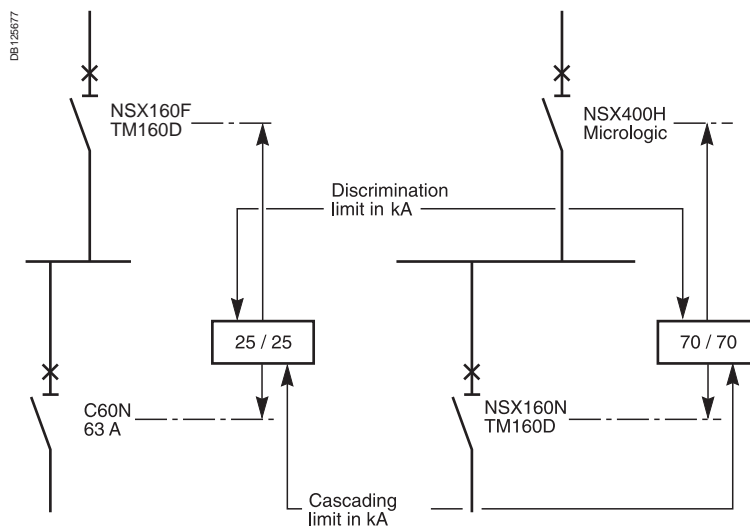 DB125677
NSX160F
TM160D
NSX400H
Micrologic
Discrimination
limit in kA
25 / 25
70 / 70
C60N
63 A
NSX160N
TM160D
Cascading
limit in kA